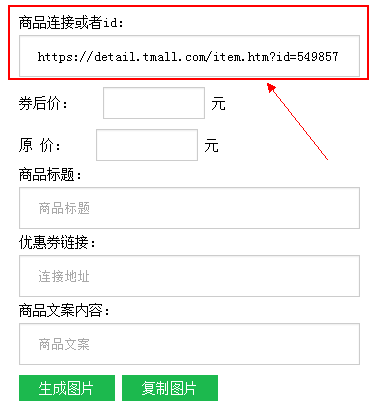 商品连接或者id：
https://detail.tmall.com/item.htm?id=549857
券后价： 元
原 价： 元
商品标题：
商品标题
优惠券链接：
连接地址
商品文案内容：
商品文案
生成图片 复制图片